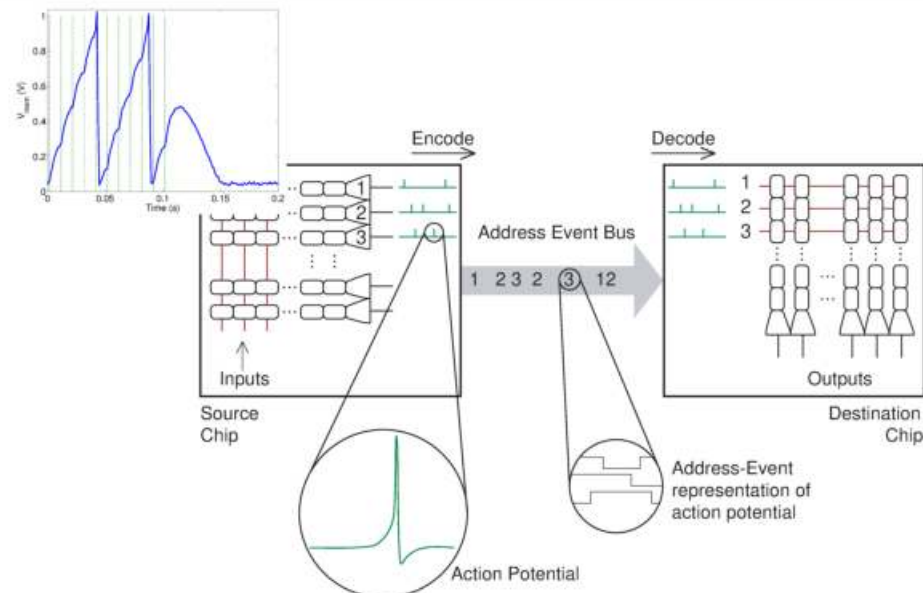 1
0.8
0.6
0.4
0.2
0
V_mem (V)
0 0.05 0.1 0.15 0.2
Time (s)
Encode
Decode
1
2
3
1
2
3
Address Event Bus
1 2 3 2 3 12
Inputs
Outputs
Source
Chip
Destination
Chip
Address-Event
representation of
action potential
Action Potential